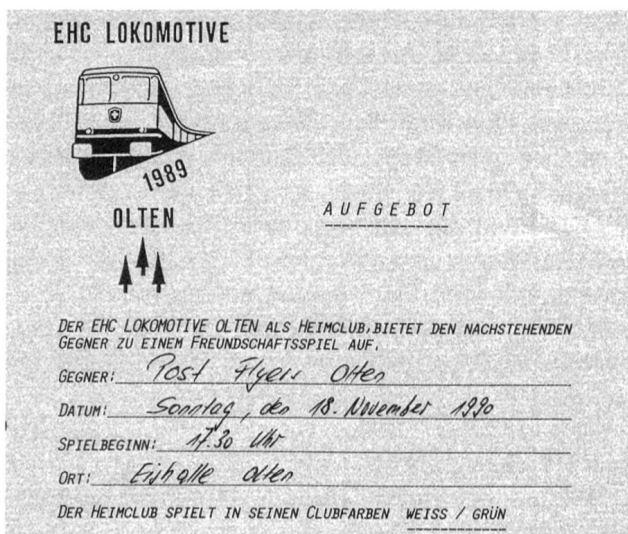 EHC LOKOMOTIVE
1989
OLTEN
AUFGEBOT
DER EHC LOKOMOTIVE OLTEN ALS HEIMCLUB, BIETET DEN NACHSTEHENDEN
GEGNER ZU EINEM FREUNDSCHAFTSSPIEL AUF.
GEGNER: Post Flyers Olten
DATUM: Sonntag, den 18. November 1990
SPIELBEGINN: 17.30 Uhr
ORT: Eishalle Olten
DER HEIMCLUB SPIELT IN SEINEN CLUBFARBEN WEISS / GRÜN